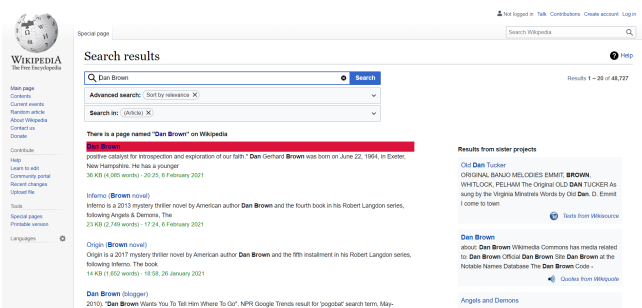 Not logged in Talk Contributions Create account Log in
Special page
Search Wikipedia
WIKIPEDIA
The Free Encyclopedia
Search results
Help
Dan Brown
Search
Results 1 – 20 of 48,727
Main page
Contents
Current events
Random article
About Wikipedia
Contact us
Donate
Advanced search: Sort by relevance X
Search in: (Article) X
Contribute
Help
Learn to edit
Community portal
Recent changes
Upload file
Tools
Special pages
Printable version
Languages
There is a page named "Dan Brown" on Wikipedia
Dan Brown
positive catalyst for introspection and exploration of our faith." Dan Gerhard Brown was born on June 22, 1964, in Exeter,
New Hampshire. He has a younger
36 KB (4,085 words) - 20:25, 6 February 2021
Inferno (Brown novel)
Inferno is a 2013 mystery thriller novel by American author Dan Brown and the fourth book in his Robert Langdon series,
following Angels & Demons, The
23 KB (2,749 words) - 17:24, 6 February 2021
Origin (Brown novel)
Origin is a 2017 mystery thriller novel by American author Dan Brown and the fifth installment in his Robert Langdon series,
following Inferno. The book
14 KB (1,652 words) - 18:58, 26 January 2021
Dan Brown (blogger)
2010). "Dan Brown Wants You To Tell Him Where To Go". NPR Google Trends result for 'pogobat' search term, May-
Results from sister projects
Old Dan Tucker
ORIGINAL BANJO MELODIES EMMIT, BROWN,
WHITLOCK, PELHAM The Original OLD DAN TUCKER As
sung by the Virginia Minstrels Words by Old Dan. D. Emmit
I come to town
Texts from Wikisource
Dan Brown
about: Dan Brown Wikimedia Commons has media related
to: Dan Brown Official Dan Brown Site Dan Brown at the
Notable Names Database The Dan Brown Code -
Quotes from Wikiquote
Angels and Demons